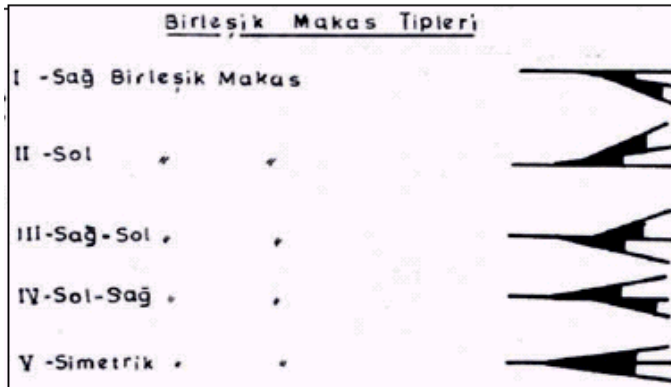 Birleşik Makas Tipleri
I -Sağ Birleşik Makas
II -Sol " "
III-Sağ-Sol " "
IV-Sol-Sağ " "
V -Simetrik " "